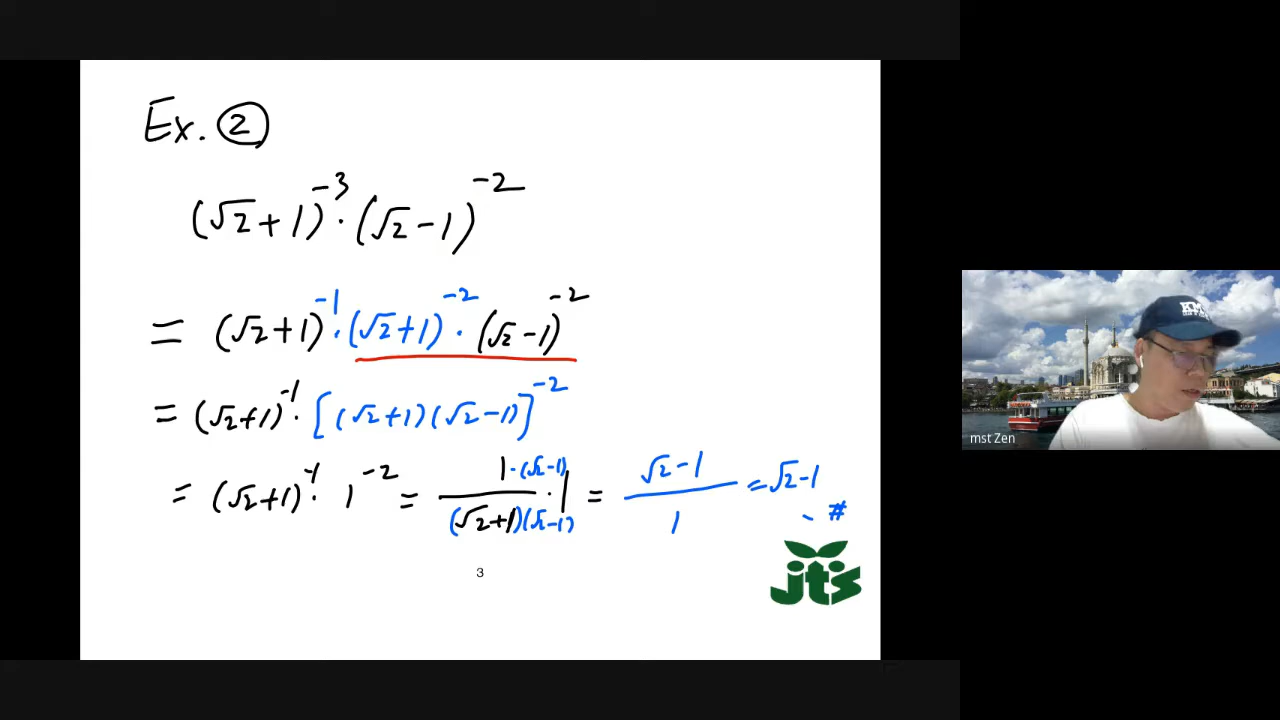 Ex. ②
(√2+1)⁻³·(√2-1)⁻²
= (√2+1)⁻¹·(√2+1)⁻²·(√2-1)⁻²
= (√2+1)⁻¹·[(√2+1)(√2-1)]⁻²
= (√2+1)⁻¹·1⁻² = 1·(√2-1)/(√2+1)(√2-1)·1 = √2-1/1 = √2-1
#
jts
3
KM
mst Zen